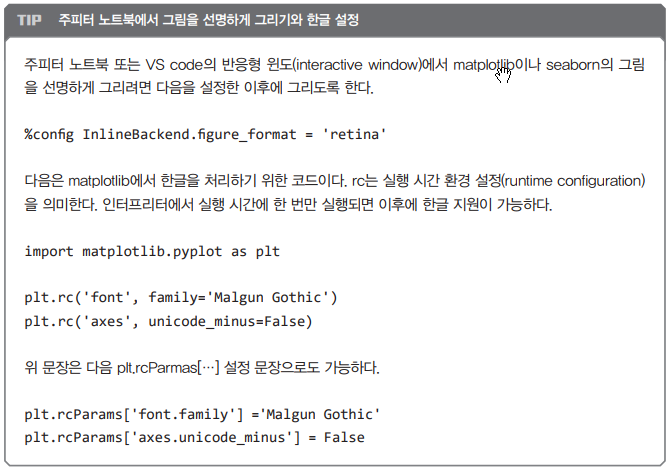 TIP 주피터 노트북에서 그림을 선명하게 그리기와 한글 설정
주피터 노트북 또는 VS code의 반응형 윈도(interactive window)에서 matplotlib이나 seaborn의 그림
을 선명하게 그리려면 다음을 설정한 이후에 그리도록 한다.
%config InlineBackend.figure_format = 'retina'
다음은 matplotlib에서 한글을 처리하기 위한 코드이다. rc는 실행 시간 환경 설정(runtime configuration)
을 의미한다. 인터프리터에서 실행 시간에 한 번만 실행되면 이후에 한글 지원이 가능하다.
import matplotlib.pyplot as plt
plt.rc('font', family='Malgun Gothic')
plt.rc('axes', unicode_minus=False)
위 문장은 다음 plt.rcParmas[…] 설정 문장으로도 가능하다.
plt.rcParams['font.family'] ='Malgun Gothic'
plt.rcParams['axes.unicode_minus'] = False